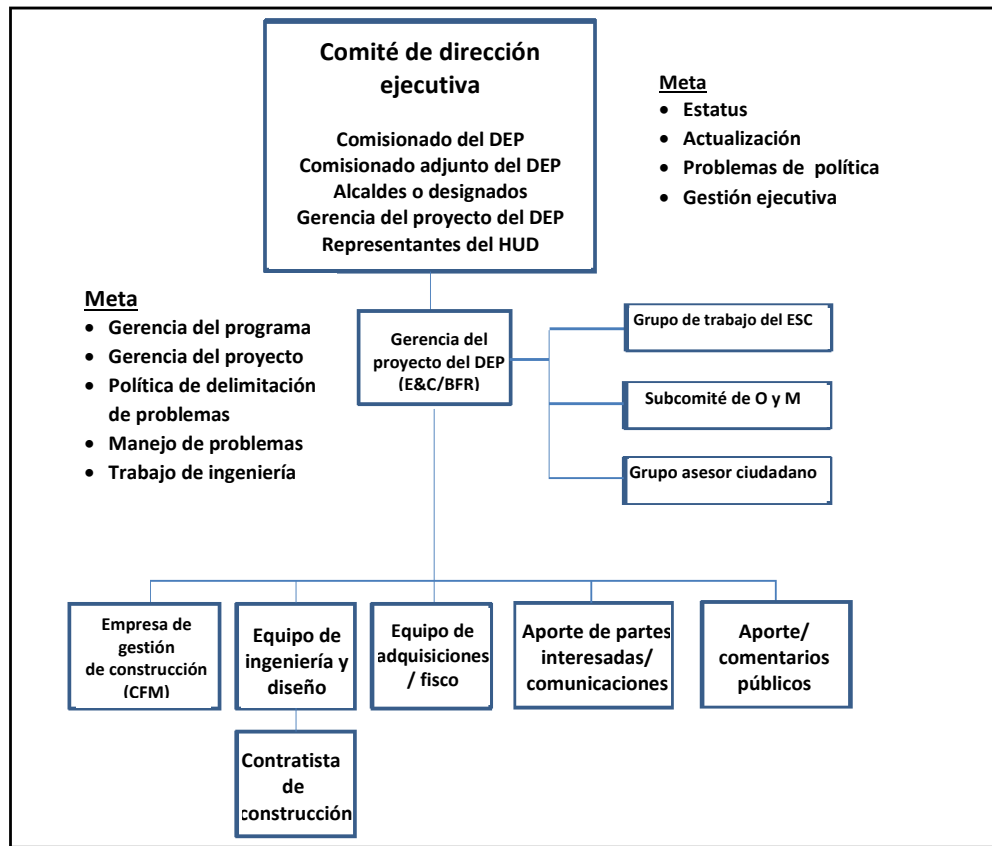 Comité de dirección
ejecutiva
Comisionado del DEP
Comisionado adjunto del DEP
Alcaldes o designados
Gerencia del proyecto del DEP
Representantes del HUD
Meta
• Estatus
• Actualización
• Problemas de política
• Gestión ejecutiva
Meta
• Gerencia del programa
• Gerencia del proyecto
• Política de delimitación
de problemas
• Manejo de problemas
• Trabajo de ingeniería
Gerencia del
proyecto del DEP
(E&C/BFR)
Grupo de trabajo del ESC
Subcomité de O y M
Grupo asesor ciudadano
Empresa de
gestión
de construcción
(CFM)
Equipo de
ingeniería y
diseño
Equipo de
adquisiciones
/ fisco
Aporte de partes
interesadas/
comunicaciones
Aporte/
comentarios
públicos
Contratista
de
construcción